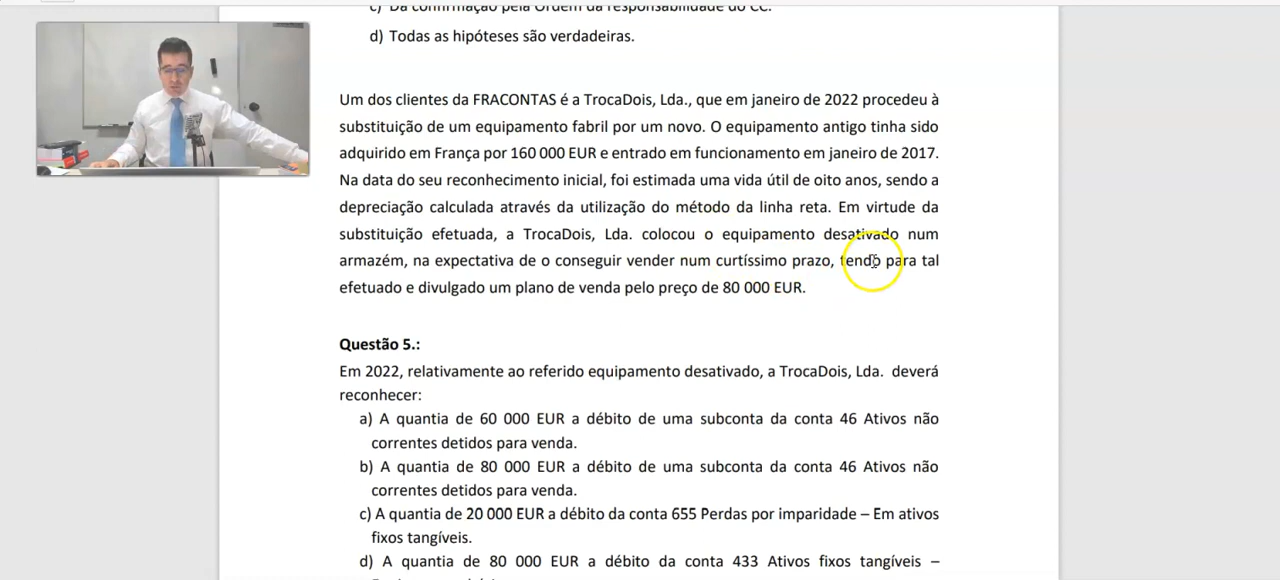 c) Da confirmação pela Ordem da responsabilidade do CC.
d) Todas as hipóteses são verdadeiras.
Um dos clientes da FRACONTAS é a TrocaDois, Lda., que em janeiro de 2022 procedeu à
substituição de um equipamento fabril por um novo. O equipamento antigo tinha sido
adquirido em França por 160 000 EUR e entrado em funcionamento em janeiro de 2017.
Na data do seu reconhecimento inicial, foi estimada uma vida útil de oito anos, sendo a
depreciação calculada através da utilização do método da linha reta. Em virtude da
substituição efetuada, a TrocaDois, Lda. colocou o equipamento desativado num
armazém, na expectativa de o conseguir vender num curtíssimo prazo, tendo para tal
efetuado e divulgado um plano de venda pelo preço de 80 000 EUR.
Questão 5.:
Em 2022, relativamente ao referido equipamento desativado, a TrocaDois, Lda. deverá
reconhecer:
a) A quantia de 60 000 EUR a débito de uma subconta da conta 46 Ativos não
correntes detidos para venda.
b) A quantia de 80 000 EUR a débito de uma subconta da conta 46 Ativos não
correntes detidos para venda.
c) A quantia de 20 000 EUR a débito da conta 655 Perdas por imparidade – Em ativos
fixos tangíveis.
d) A quantia de 80 000 EUR a débito da conta 433 Ativos fixos tangíveis –